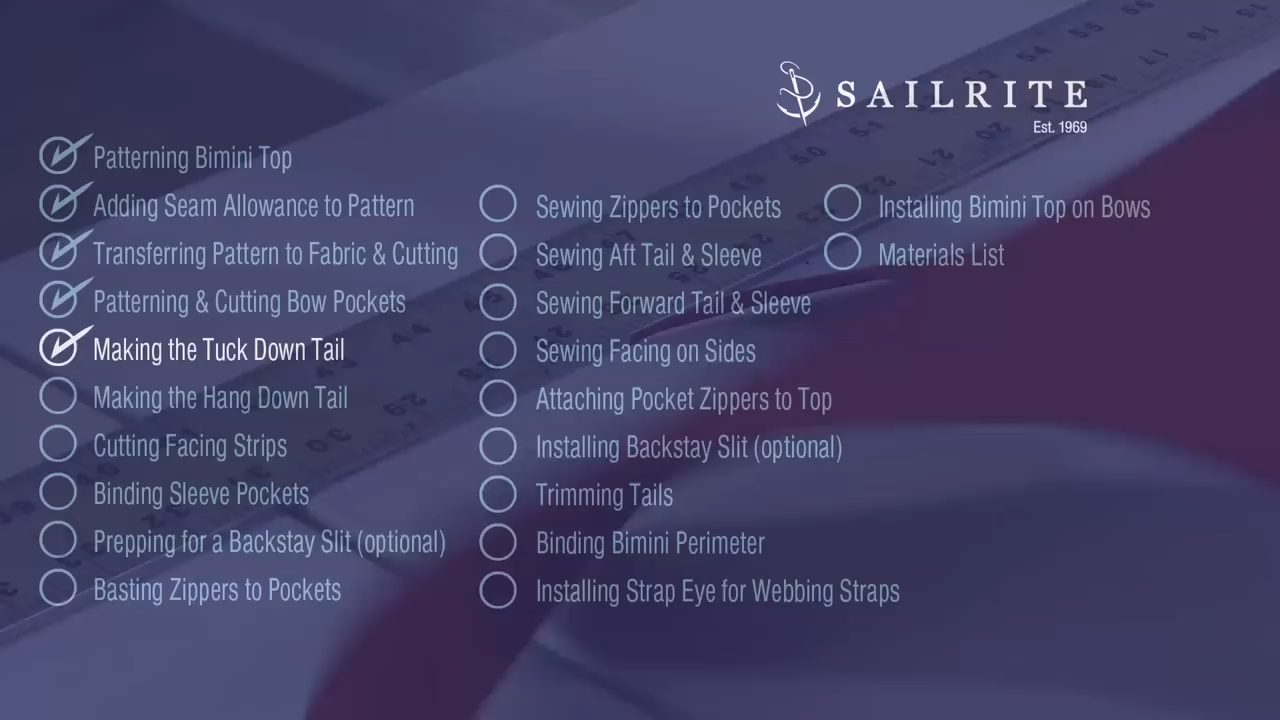 SAILRITE
Est. 1969
Patterning Bimini Top
Adding Seam Allowance to Pattern
Transferring Pattern to Fabric & Cutting
Patterning & Cutting Bow Pockets
Making the Tuck Down Tail
Making the Hang Down Tail
Cutting Facing Strips
Binding Sleeve Pockets
Prepping for a Backstay Slit (optional)
Basting Zippers to Pockets
Sewing Zippers to Pockets
Sewing Aft Tail & Sleeve
Sewing Forward Tail & Sleeve
Sewing Facing on Sides
Attaching Pocket Zippers to Top
Installing Backstay Slit (optional)
Trimming Tails
Binding Bimini Perimeter
Installing Strap Eye for Webbing Straps
Installing Bimini Top on Bows
Materials List